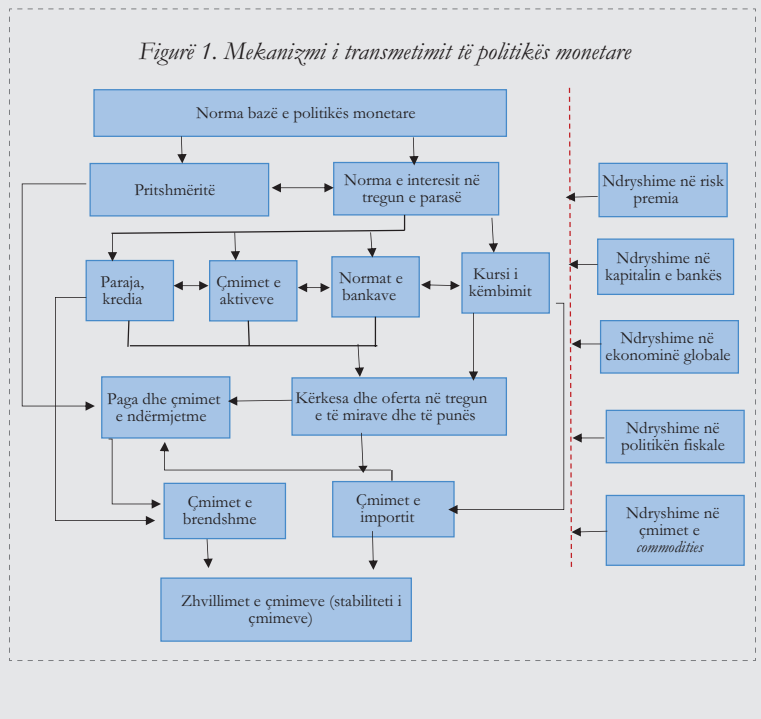 Figurë 1. Mekanizmi i transmetimit të politikës monetare
Norma bazë e politikës monetare
Pritshmëritë
Norma e interesit në
tregun e parasë
Ndryshime në risk
premia
Paraja,
kredia
Çmimet e
aktiveve
Normat e
bankave
Kursi i
këmbimit
Ndryshime në
kapitalin e bankës
Ndryshime në
ekonominë globale
Paga dhe çmimet
e ndërmjetme
Kërkesa dhe oferta në tregun
e të mirave dhe të punës
Ndryshime në
politikën fiskale
Çmimet e
brendshme
Çmimet e
importit
Ndryshime në
çmimet e
commodities
Zhvillimet e çmimeve (stabiliteti i
çmimeve)